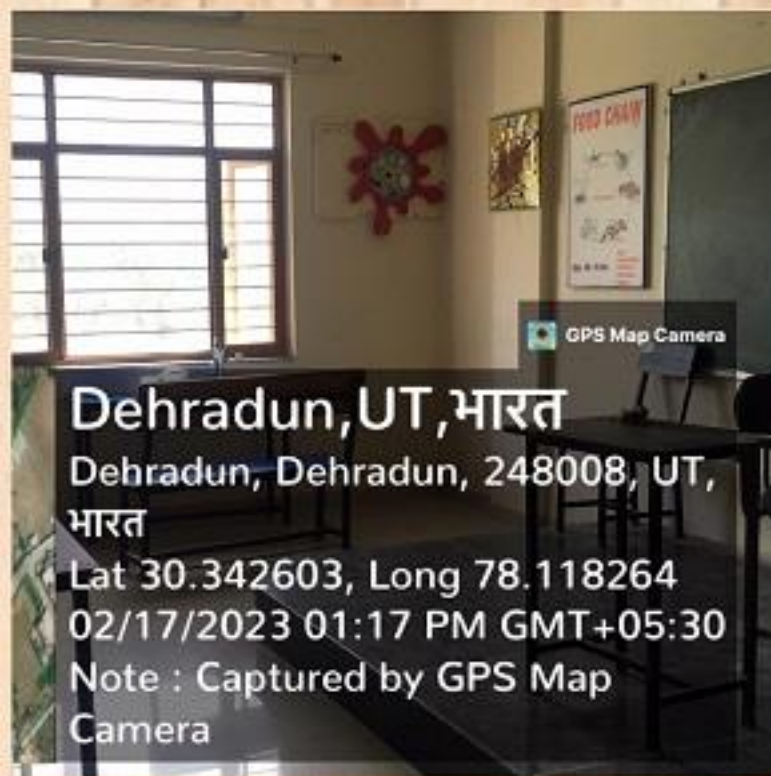 FOOD CHAIN
GPS Map Camera
Dehradun,UT,भारत
Dehradun, Dehradun, 248008, UT,
भारत
Lat 30.342603, Long 78.118264
02/17/2023 01:17 PM GMT+05:30
Note : Captured by GPS Map
Camera